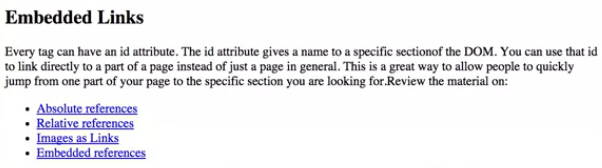 Embedded Links
Every tag can have an id attribute. The id attribute gives a name to a specific sectionof the DOM. You can use that id
to link directly to a part of a page instead of just a page in general. This is a great way to allow people to quickly
jump from one part of your page to the specific section you are looking for.Review the material on:
Absolute references
Relative references
Images as Links
Embedded references